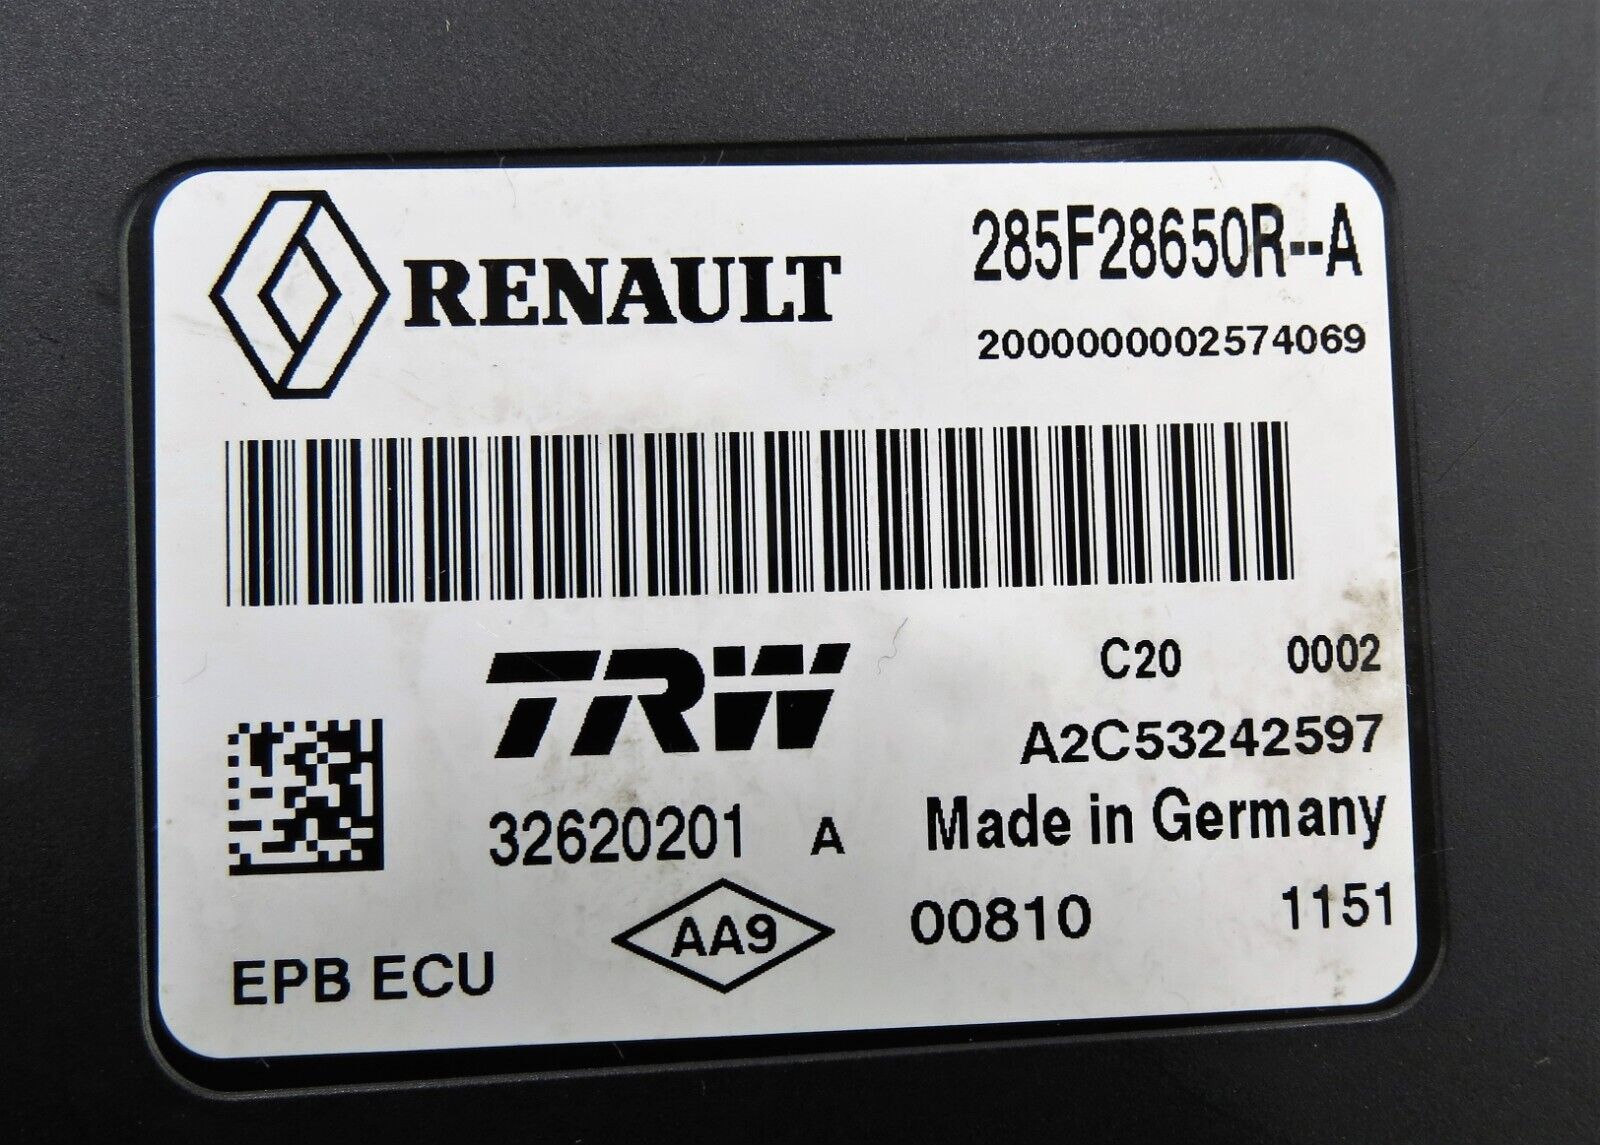 RENAULT
285F28650R--A
2000000002574069
TRW
C20 0002
A2C53242597
32620201 A
Made in Germany
AA9
00810 1151
EPB ECU